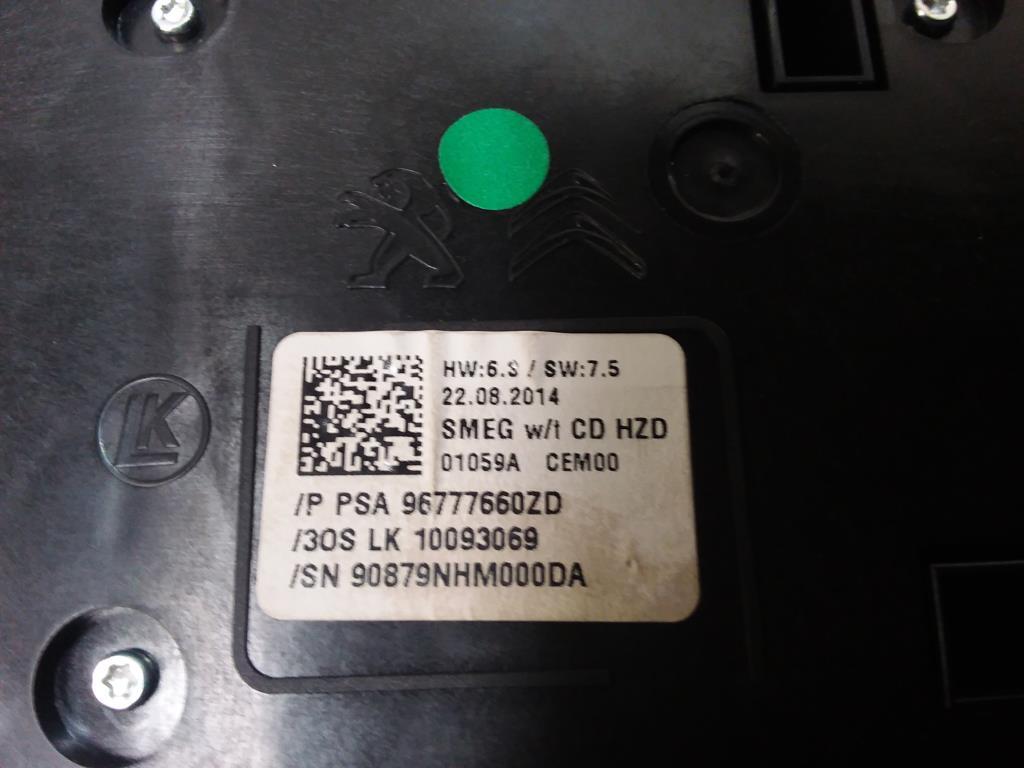 HW:6.S / SW:7.5
22.08.2014
SMEG w/t CD HZD
01059A CEM00
/P PSA 96777660ZD
/3OS LK 10093069
/SN 90879NHM000DA
LK